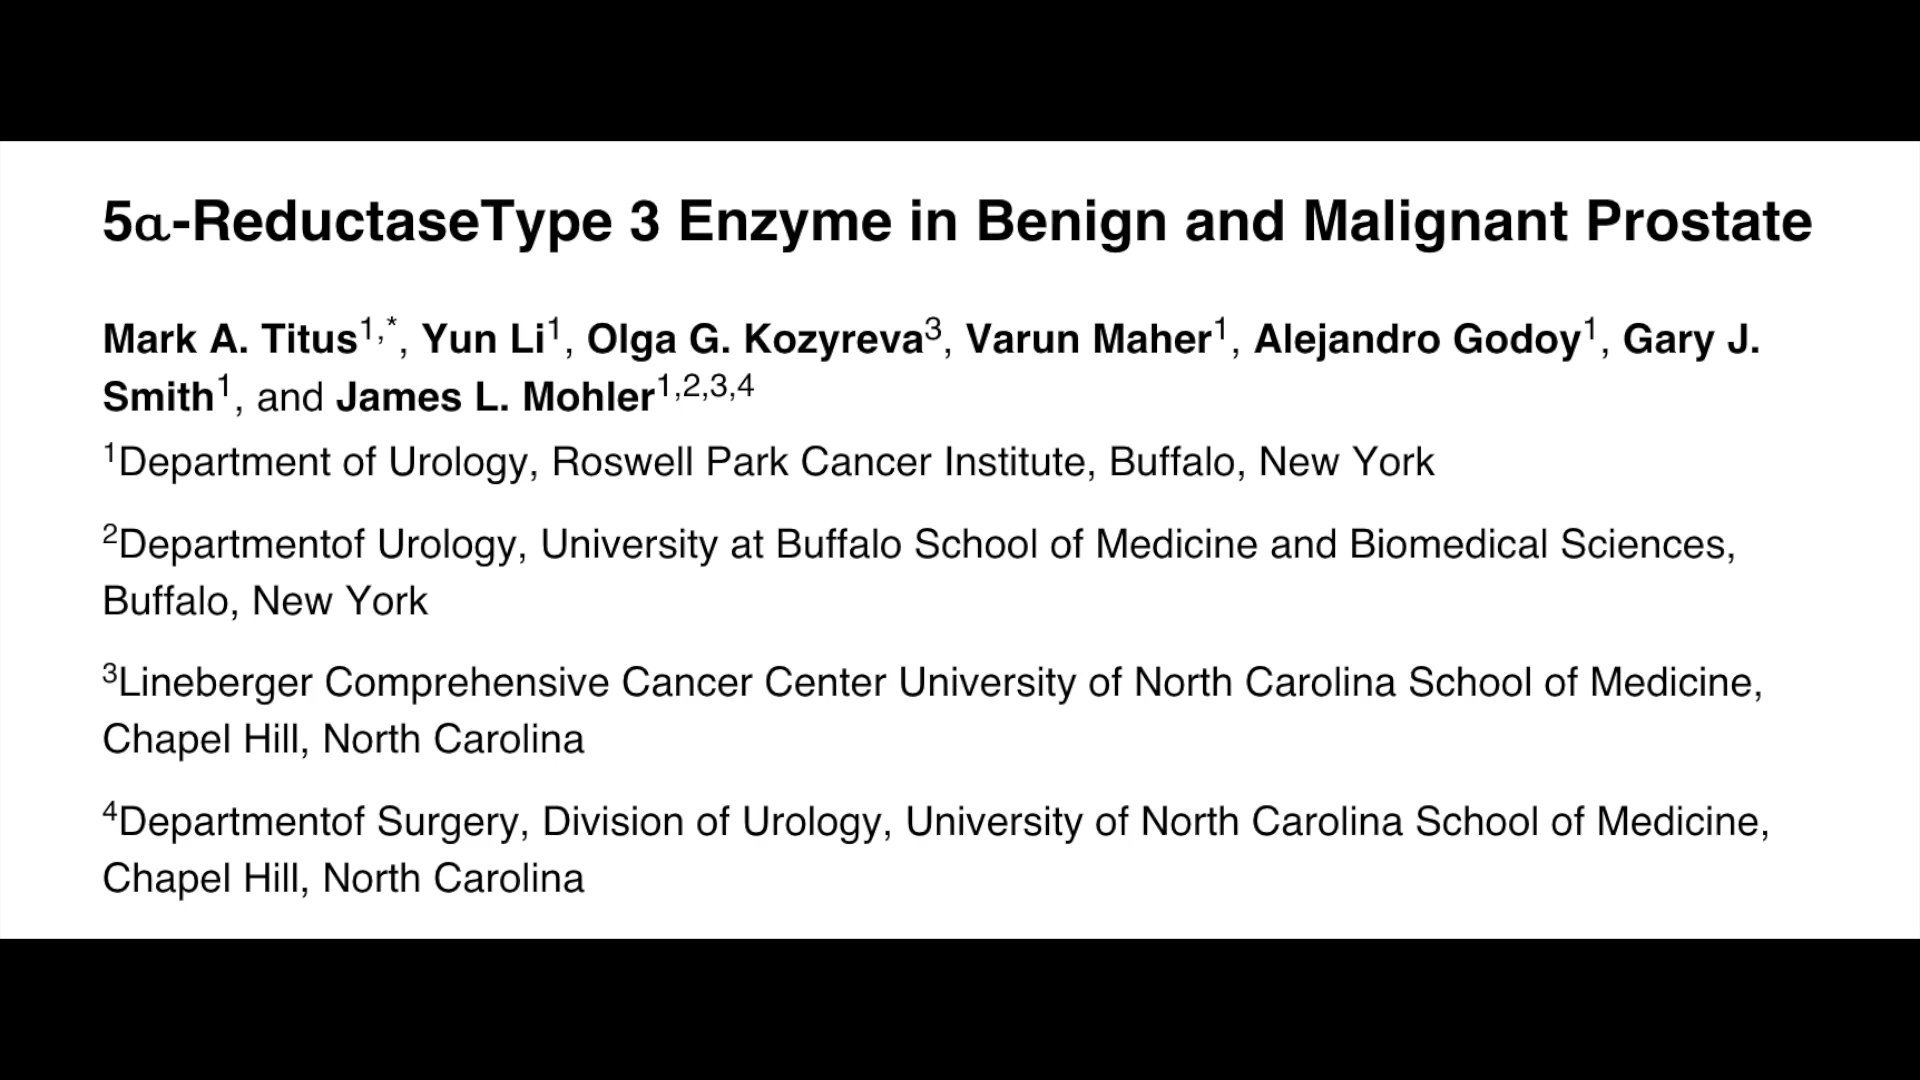 5α-ReductaseType 3 Enzyme in Benign and Malignant Prostate
Mark A. Titus1,*, Yun Li1, Olga G. Kozyreva3, Varun Maher1, Alejandro Godoy1, Gary J.
Smith1, and James L. Mohler1,2,3,4
1Department of Urology, Roswell Park Cancer Institute, Buffalo, New York
2Departmentof Urology, University at Buffalo School of Medicine and Biomedical Sciences,
Buffalo, New York
3Lineberger Comprehensive Cancer Center University of North Carolina School of Medicine,
Chapel Hill, North Carolina
4Departmentof Surgery, Division of Urology, University of North Carolina School of Medicine,
Chapel Hill, North Carolina